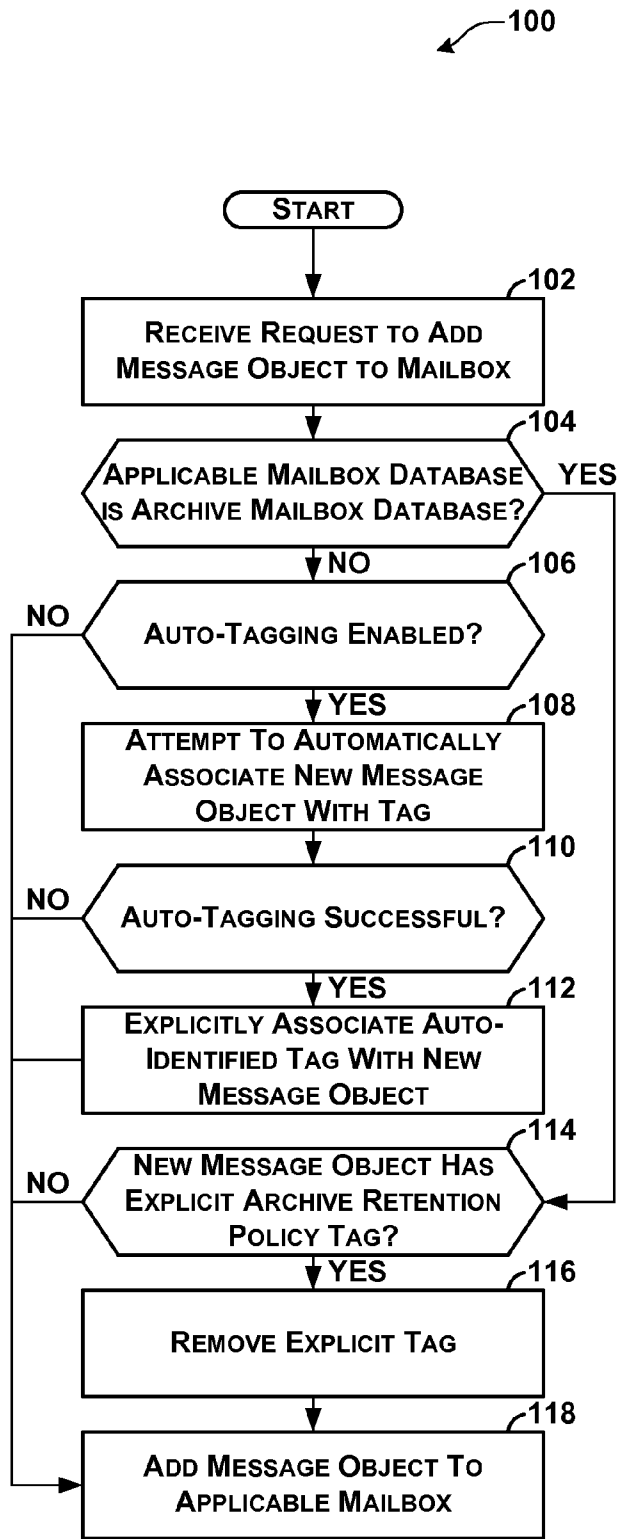 100
START
102
RECEIVE REQUEST TO ADD
MESSAGE OBJECT TO MAILBOX
104
APPLICABLE MAILBOX DATABASE
IS ARCHIVE MAILBOX DATABASE?
YES
NO
106
NO
AUTO-TAGGING ENABLED?
YES
108
ATTEMPT TO AUTOMATICALLY
ASSOCIATE NEW MESSAGE
OBJECT WITH TAG
110
NO
AUTO-TAGGING SUCCESSFUL?
YES
112
EXPLICITLY ASSOCIATE AUTO-
IDENTIFIED TAG WITH NEW
MESSAGE OBJECT
114
NO
NEW MESSAGE OBJECT HAS
EXPLICIT ARCHIVE RETENTION
POLICY TAG?
YES
116
REMOVE EXPLICIT TAG
118
ADD MESSAGE OBJECT TO
APPLICABLE MAILBOX